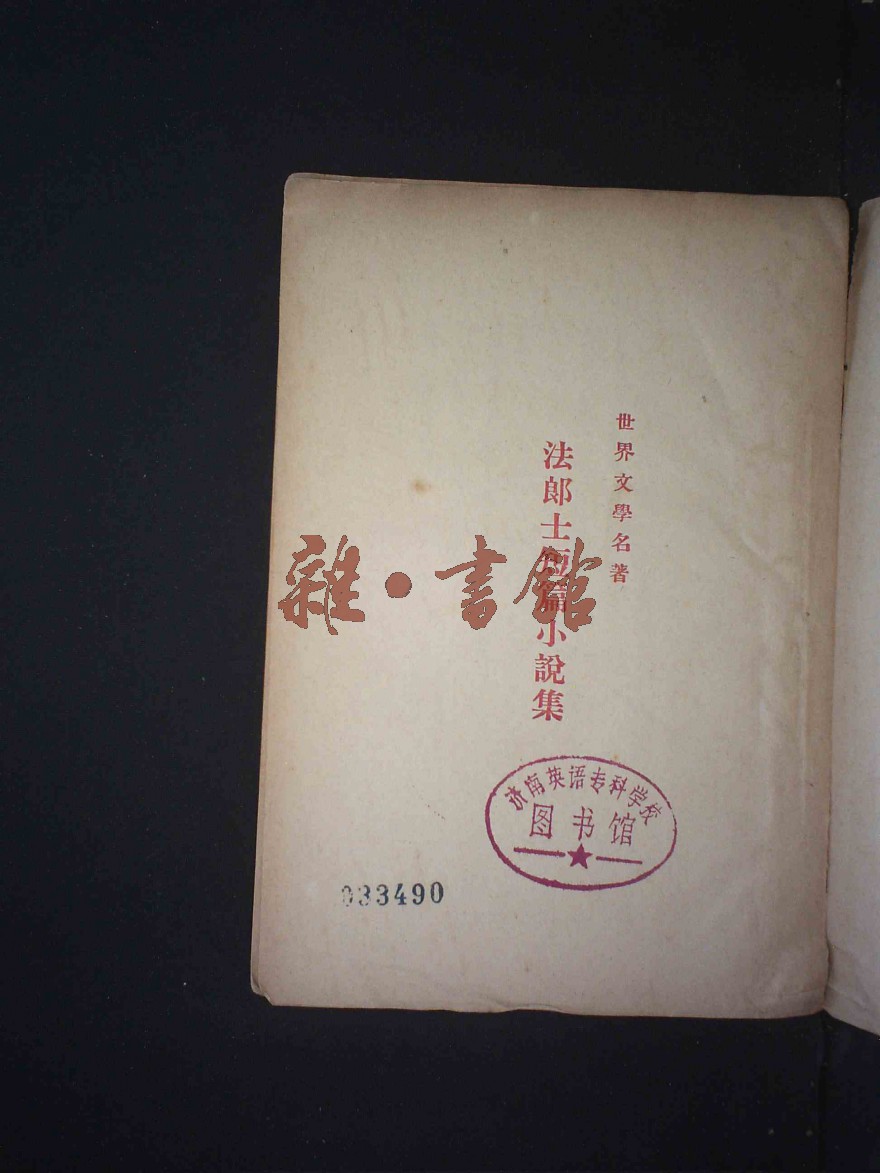 世界文學名著
法郎士短篇小說集
雜·書館
济南英语专科学校
图书馆
033490